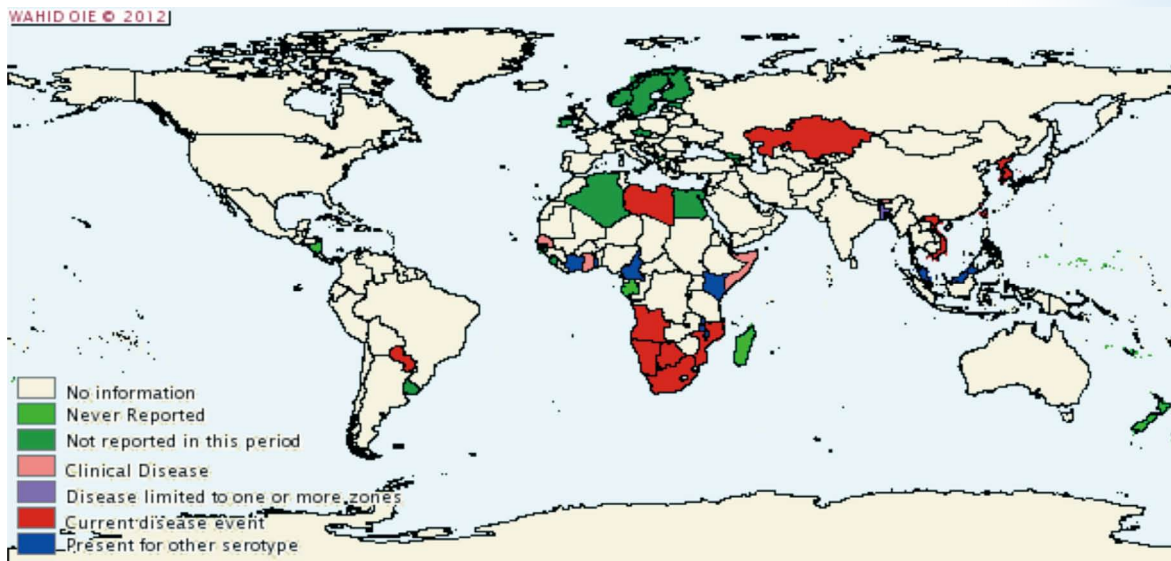 WAHID OIE © 2012
No information
Never Reported
Not reported in this period
Clinical Disease
Disease limited to one or more zones
Current disease event
Present for other serotype